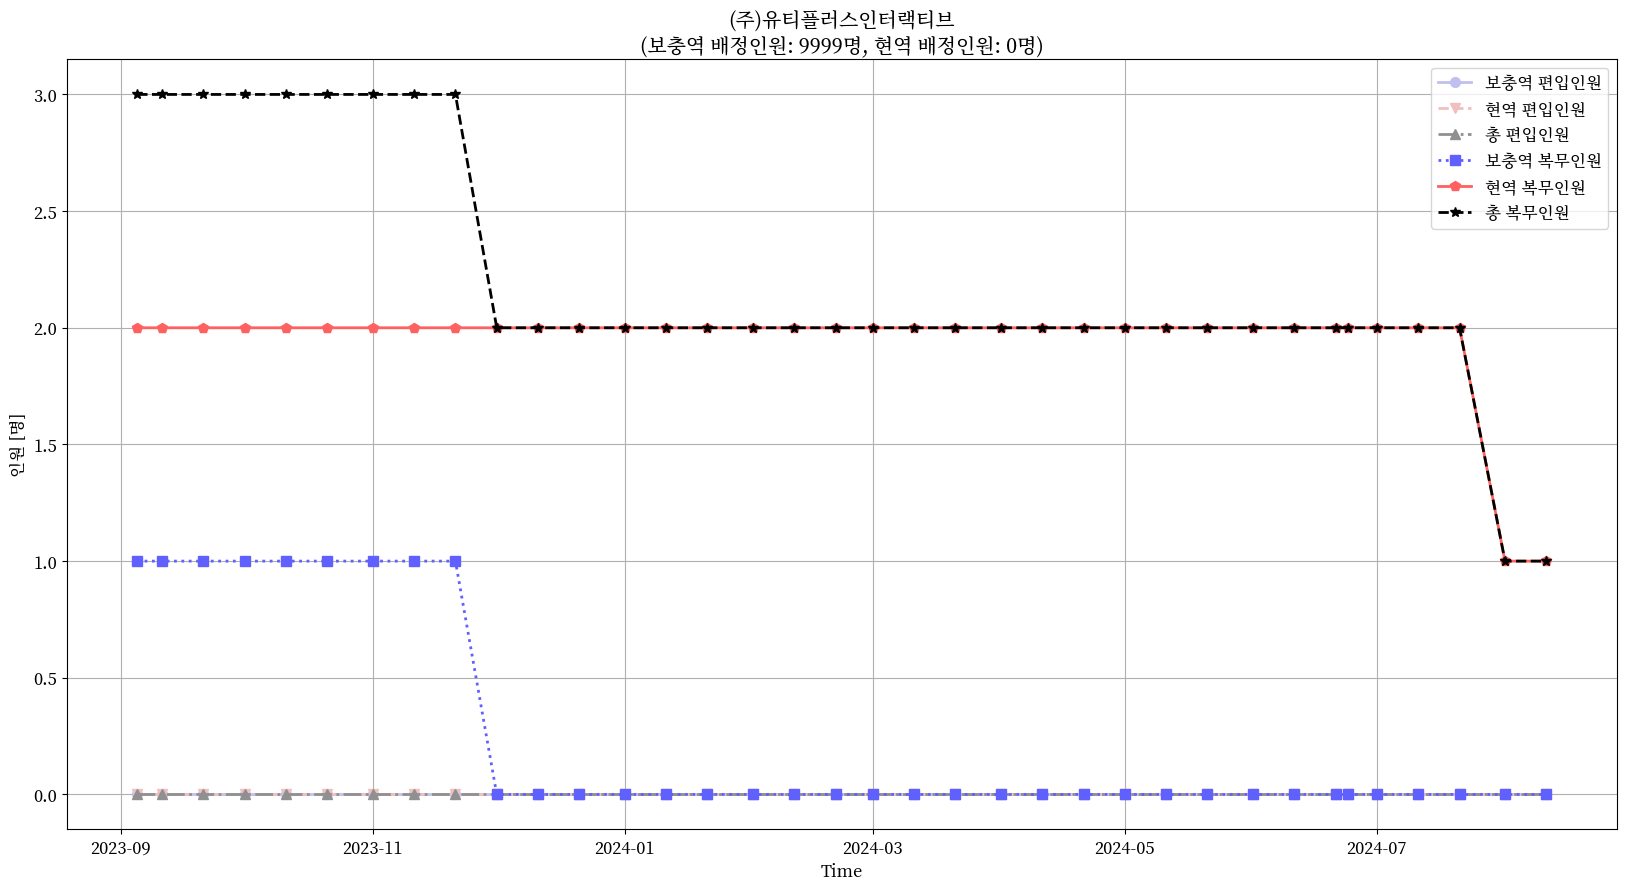 (주)유티플러스인터랙티브
(보충역 배정인원: 9999명, 현역 배정인원: 0명)
보충역 편입인원
현역 편입인원
총 편입인원
보충역 복무인원
현역 복무인원
총 복무인원
인원 [명]
3.0
2.5
2.0
1.5
1.0
0.5
0.0
2023-09
2023-11
2024-01
2024-03
2024-05
2024-07
Time